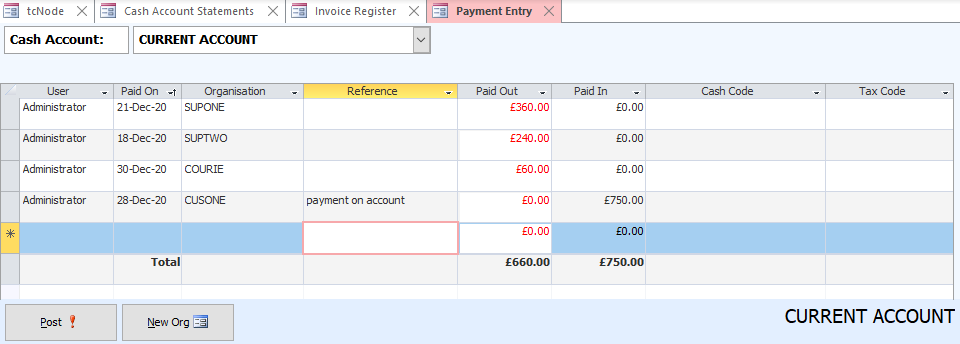 tcNode Cash Account Statements Invoice Register Payment Entry
Cash Account: CURRENT ACCOUNT
User Paid On Organisation Reference Paid Out Paid In Cash Code Tax Code
Administrator 21-Dec-20 SUPONE £360.00 £0.00
Administrator 18-Dec-20 SUPTWO £240.00 £0.00
Administrator 30-Dec-20 COURIE £60.00 £0.00
Administrator 28-Dec-20 CUSONE payment on account £0.00 £750.00
£0.00 £0.00
Total £660.00 £750.00
Post New Org CURRENT ACCOUNT